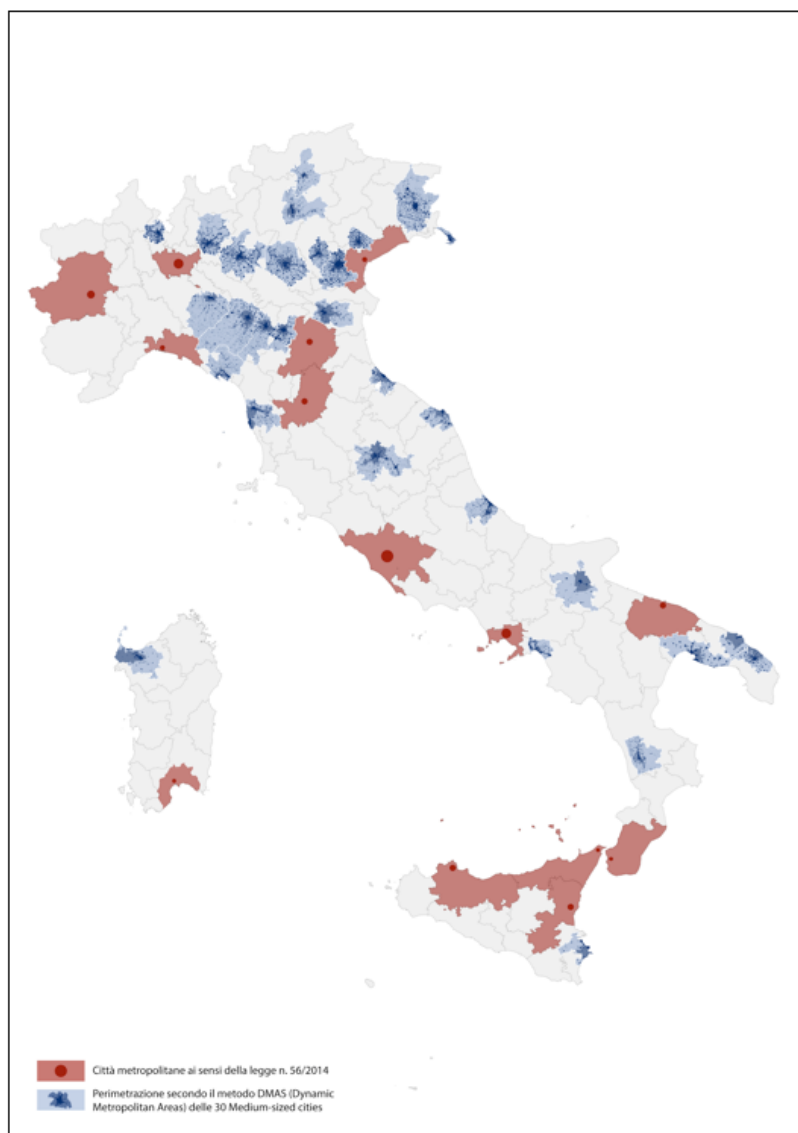 Città metropolitane ai sensi della legge n. 56/2014
Perimetrazione secondo il metodo DMAS (Dynamic
Metropolitan Areas) delle 30 Medium-sized cities